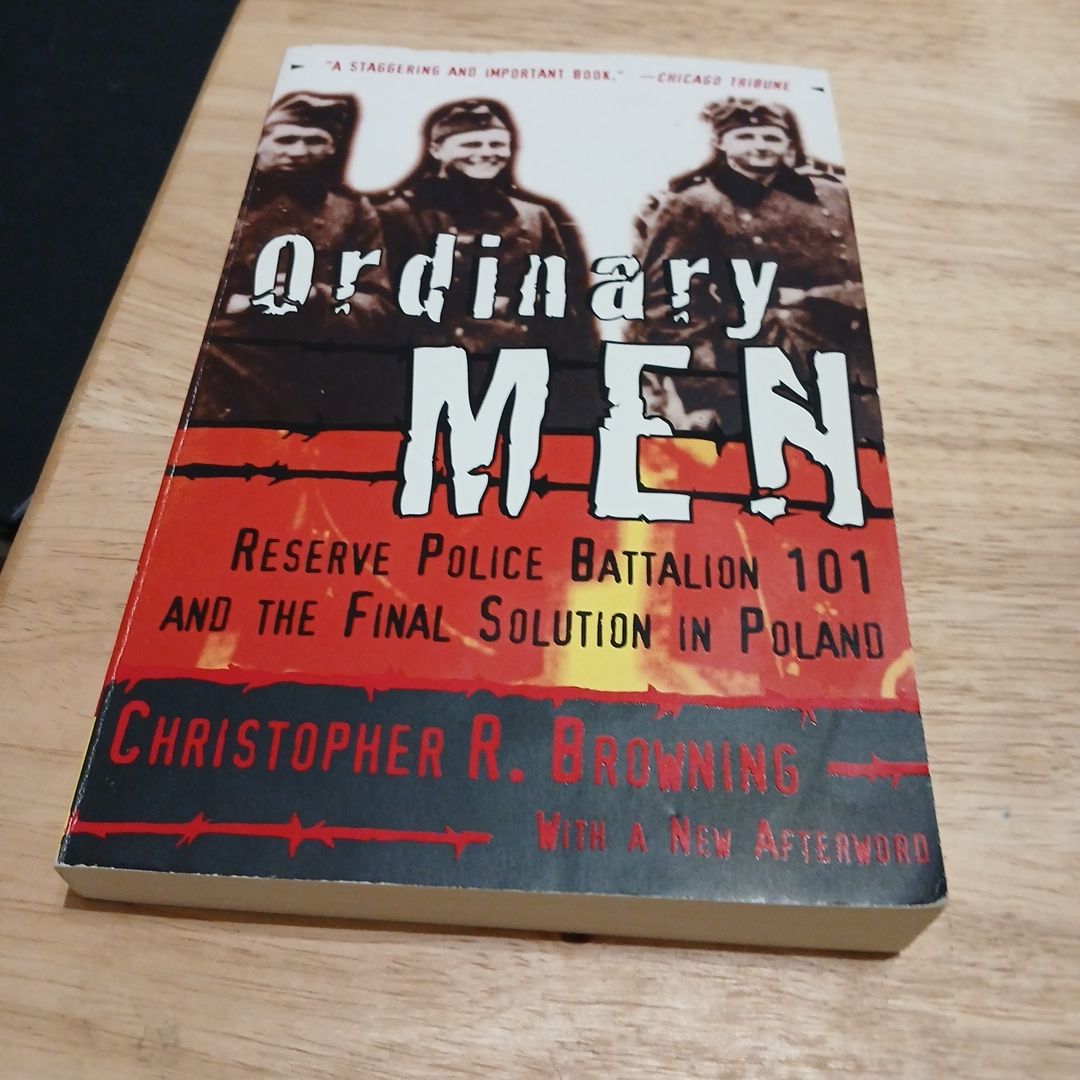 "A STAGGERING AND IMPORTANT BOOK." —CHICAGO TRIBUNE
Ordinary
MEN
RESERVE POLICE BATTALION 101
AND THE FINAL SOLUTION IN POLAND
CHRISTOPHER R. BROWNING
WITH A NEW AFTERWORD